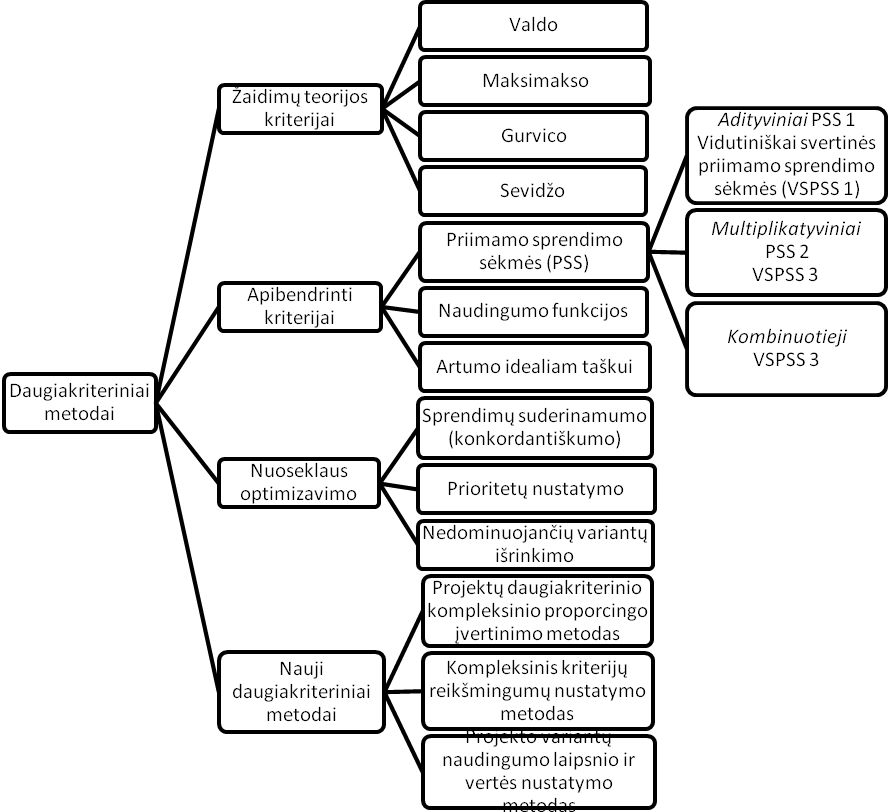 Daugiakriteriniai
metodai
Žaidimų teorijos
kriterijai
Valdo
Maksimakso
Gurvico
Sevidžo
Apibendrinti
kriterijai
Priimamo sprendimo
sėkmės (PSS)
Adityviniai PSS 1
Vidutiniškai svertinės
priimamo sprendimo
sėkmės (VSPSS 1)
Multiplikatyviniai
PSS 2
VSPSS 3
Kombinuotieji
VSPSS 3
Naudingumo funkcijos
Artumo idealiam taškui
Nuoseklaus
optimizavimo
Sprendimų suderinamumo
(konkordantiškumo)
Prioritetų nustatymo
Nedominuojančių variantų
išrinkimo
Nauji
daugiakriteriniai
metodai
Projektų daugiakriterinio
kompleksinio proporcingo
įvertinimo metodas
Kompleksinis kriterijų
reikšmingumų nustatymo
metodas
Projekto variantų
naudingumo laipsnio ir
vertės nustatymo
metodas